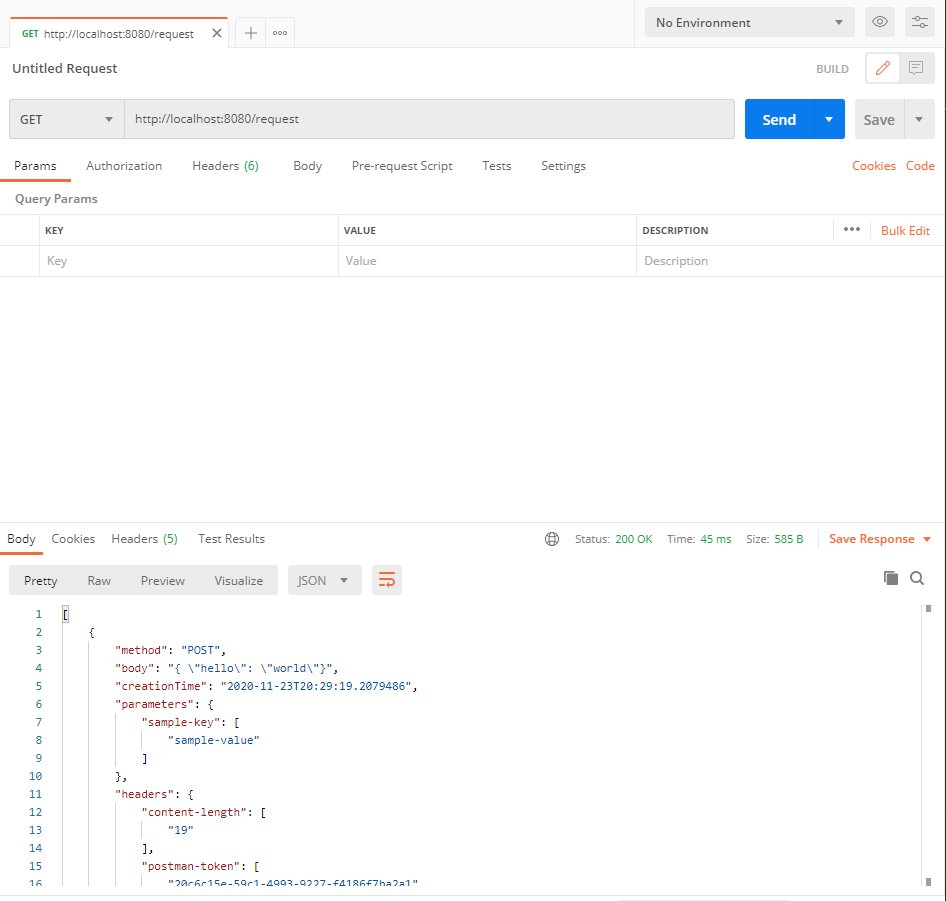 GET http://localhost:8080/request
No Environment
Untitled Request
BUILD
GET http://localhost:8080/request Send Save
Params Authorization Headers (6) Body Pre-request Script Tests Settings Cookies Code
Query Params
KEY VALUE DESCRIPTION Bulk Edit
Key Value Description
Body Cookies Headers (5) Test Results Status: 200 OK Time: 45 ms Size: 585 B Save Response
Pretty Raw Preview Visualize JSON
1 [
2 {
3 "method": "POST",
4 "body": "{ \"hello\": \"world\"}",
5 "creationTime": "2020-11-23T20:29:19.2079486",
6 "parameters": {
7 "sample-key": [
8 "sample-value"
9 ]
10 },
11 "headers": {
12 "content-length": [
13 "19"
14 ],
15 "postman-token": [
16 "20c6c15e-59c1-4993-9227-f4186f7ba2a1"